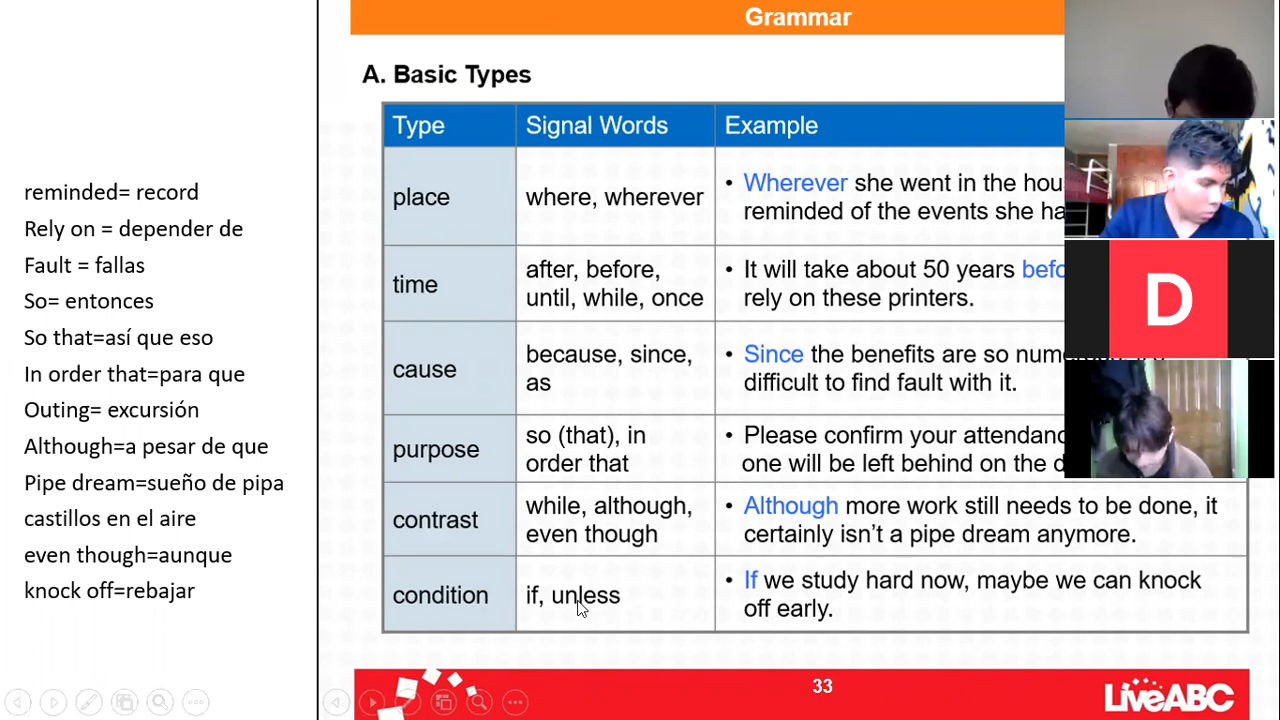 Grammar
A. Basic Types
reminded= record
Rely on = depender de
Fault = fallas
So= entonces
So that=así que eso
In order that=para que
Outing= excursión
Although=a pesar de que
Pipe dream=sueño de pipa
castillos en el aire
even though=aunque
knock off=rebajar
Type Signal Words Example
place where, wherever • Wherever she went in the
reminded of the events she
time after, before,
until, while, once • It will take about 50 years
rely on these printers.
cause because, since,
as • Since the benefits are so
difficult to find fault with it.
purpose so (that), in
order that • Please confirm your
one will be left behind on the
contrast while, although,
even though • Although more work still needs to be done, it
certainly isn't a pipe dream anymore.
condition if, unless • If we study hard now, maybe we can knock
off early.
D
33
LiveABC